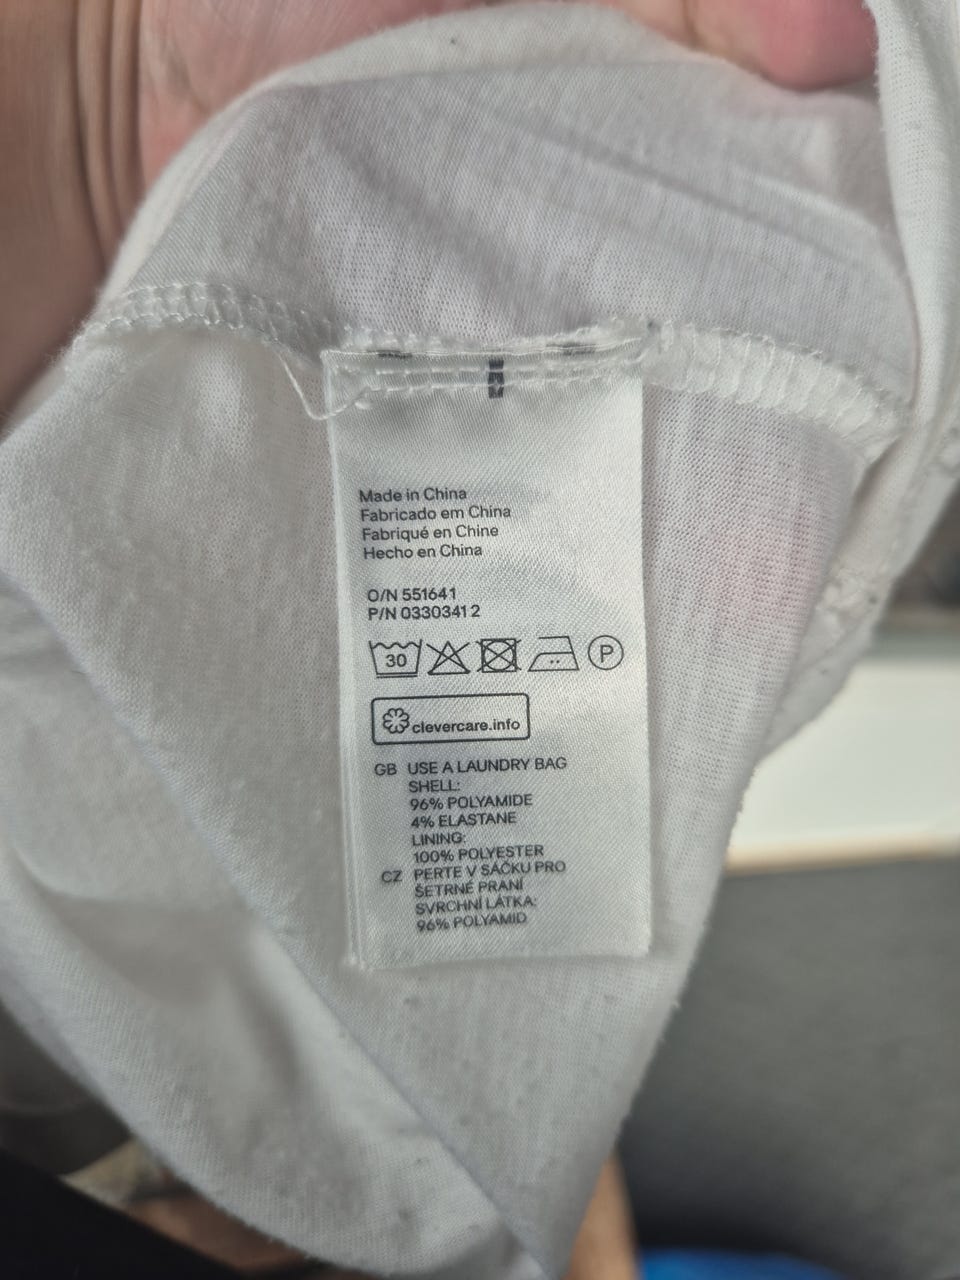 Made in China
Fabricado em China
Fabriqué en Chine
Hecho en China
O/N 551641
P/N 0330341 2
30 P
clevercare.info
GB USE A LAUNDRY BAG
SHELL:
96% POLYAMIDE
4% ELASTANE
LINING:
100% POLYESTER
CZ PERTE V SÁČKU PRO
ŠETRNÉ PRANÍ
SVRCHNÍ LÁTKA:
96% POLYAMID